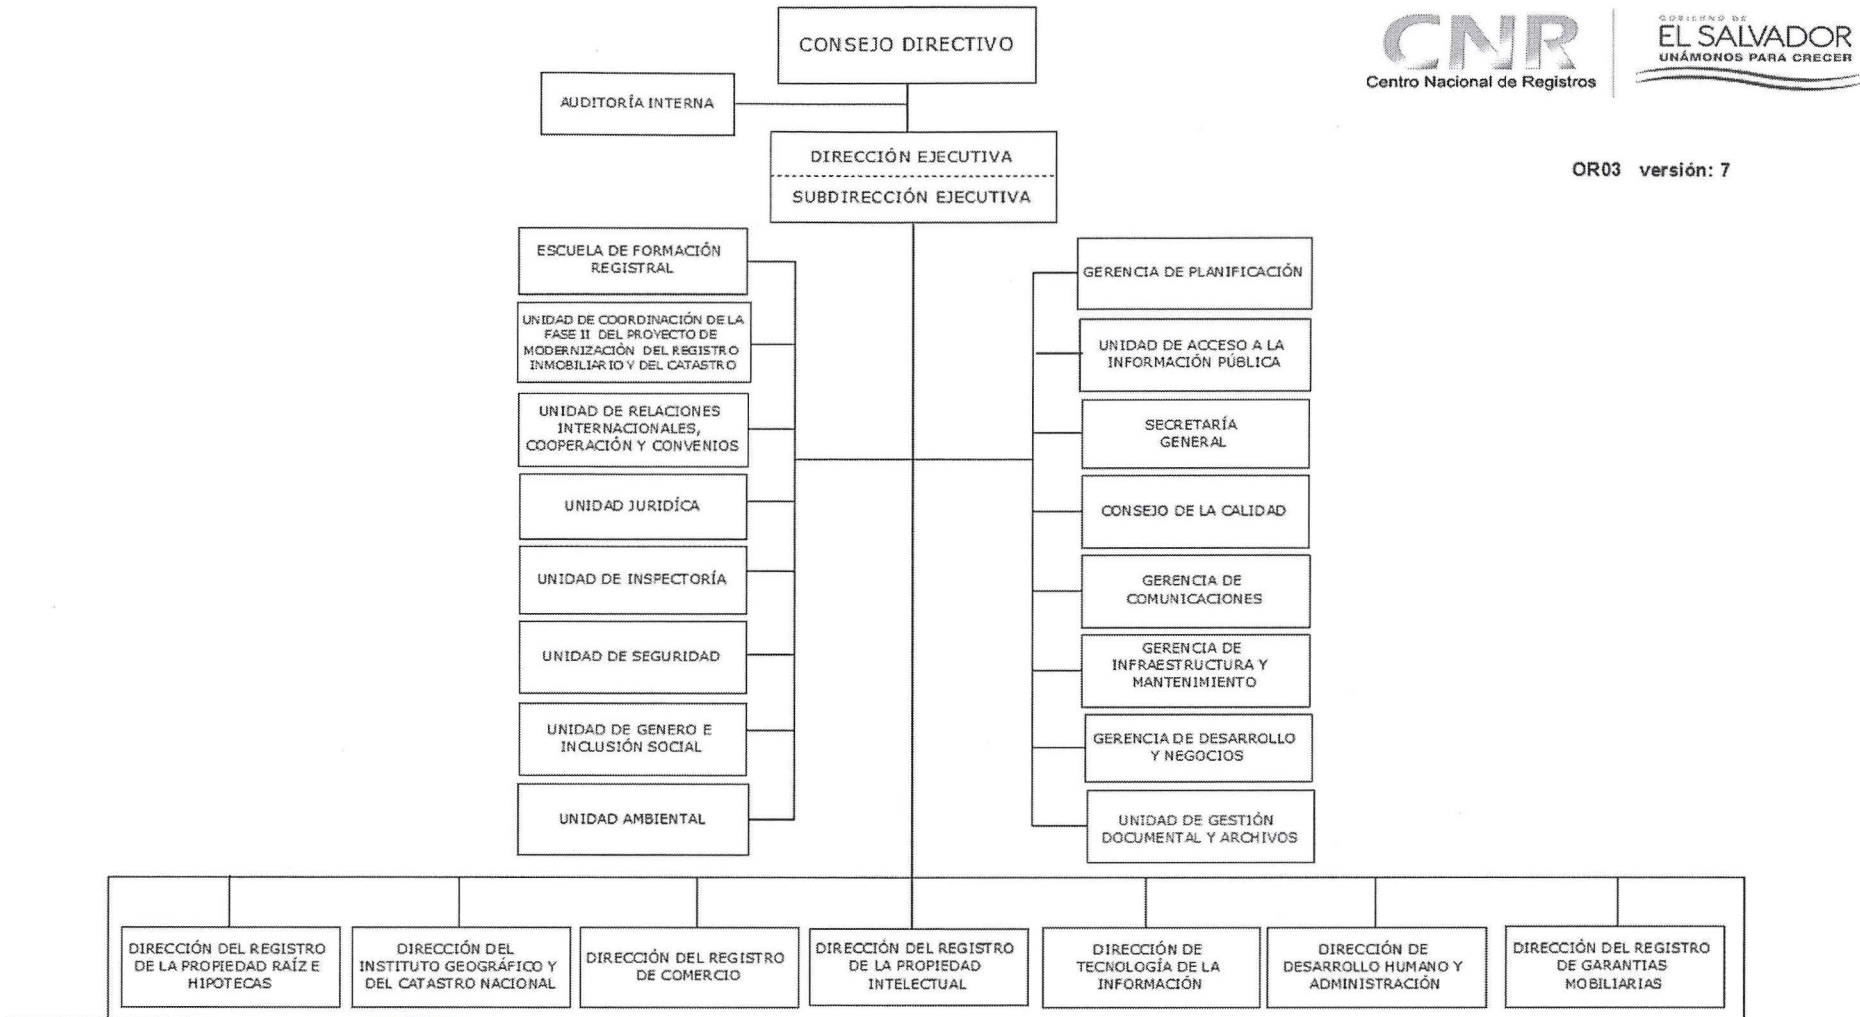 CONSEJO DIRECTIVO
CNR
Centro Nacional de Registros
GOBIERNO DE
EL SALVADOR
UNÁMONOS PARA CRECER
AUDITORÍA INTERNA
DIRECCIÓN EJECUTIVA
SUBDIRECCIÓN EJECUTIVA
OR03 versión: 7
ESCUELA DE FORMACIÓN
REGISTRAL
UNIDAD DE COORDINACIÓN DE LA
FASE II DEL PROYECTO DE
MODERNIZACIÓN DEL REGISTRO
INMOBILIARIO Y DEL CATASTRO
UNIDAD DE RELACIONES
INTERNACIONALES,
COOPERACIÓN Y CONVENIOS
UNIDAD JURIDÍCA
UNIDAD DE INSPECTORÍA
UNIDAD DE SEGURIDAD
UNIDAD DE GENERO E
INCLUSIÓN SOCIAL
UNIDAD AMBIENTAL
GERENCIA DE PLANIFICACIÓN
UNIDAD DE ACCESO A LA
INFORMACIÓN PÚBLICA
SECRETARÍA
GENERAL
CONSEJO DE LA CALIDAD
GERENCIA DE
COMUNICACIONES
GERENCIA DE
INFRAESTRUCTURA Y
MANTENIMIENTO
GERENCIA DE DESARROLLO
Y NEGOCIOS
UNIDAD DE GESTIÓN
DOCUMENTAL Y ARCHIVOS
DIRECCIÓN DEL REGISTRO
DE LA PROPIEDAD RAÍZ E
HIPOTECAS
DIRECCIÓN DEL
INSTITUTO GEOGRÁFICO Y
DEL CATASTRO NACIONAL
DIRECCIÓN DEL REGISTRO
DE COMERCIO
DIRECCIÓN DEL REGISTRO
DE LA PROPIEDAD
INTELECTUAL
DIRECCIÓN DE
TECNOLOGÍA DE LA
INFORMACIÓN
DIRECCIÓN DE
DESARROLLO HUMANO Y
ADMINISTRACIÓN
DIRECCIÓN DEL REGISTRO
DE GARANTIAS
MOBILIARIAS